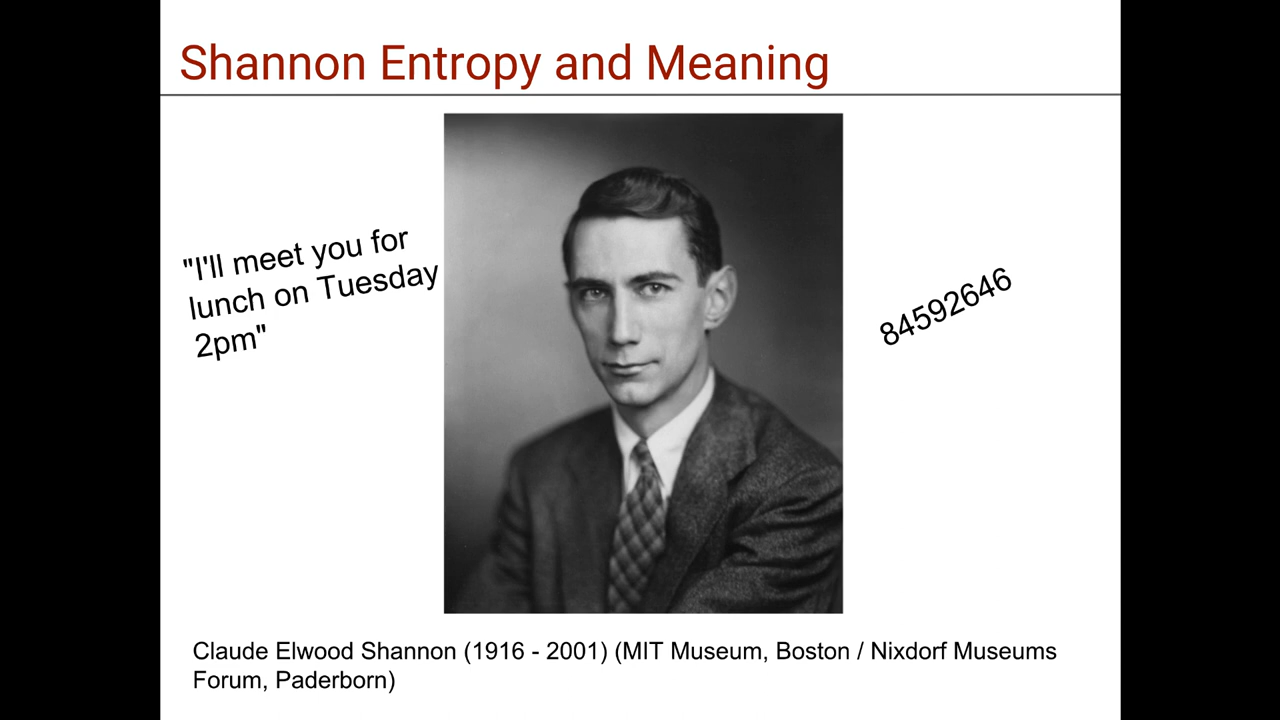 Shannon Entropy and Meaning
"I'll meet you for
lunch on Tuesday
2pm"
84592646
Claude Elwood Shannon (1916 - 2001) (MIT Museum, Boston / Nixdorf Museums
Forum, Paderborn)